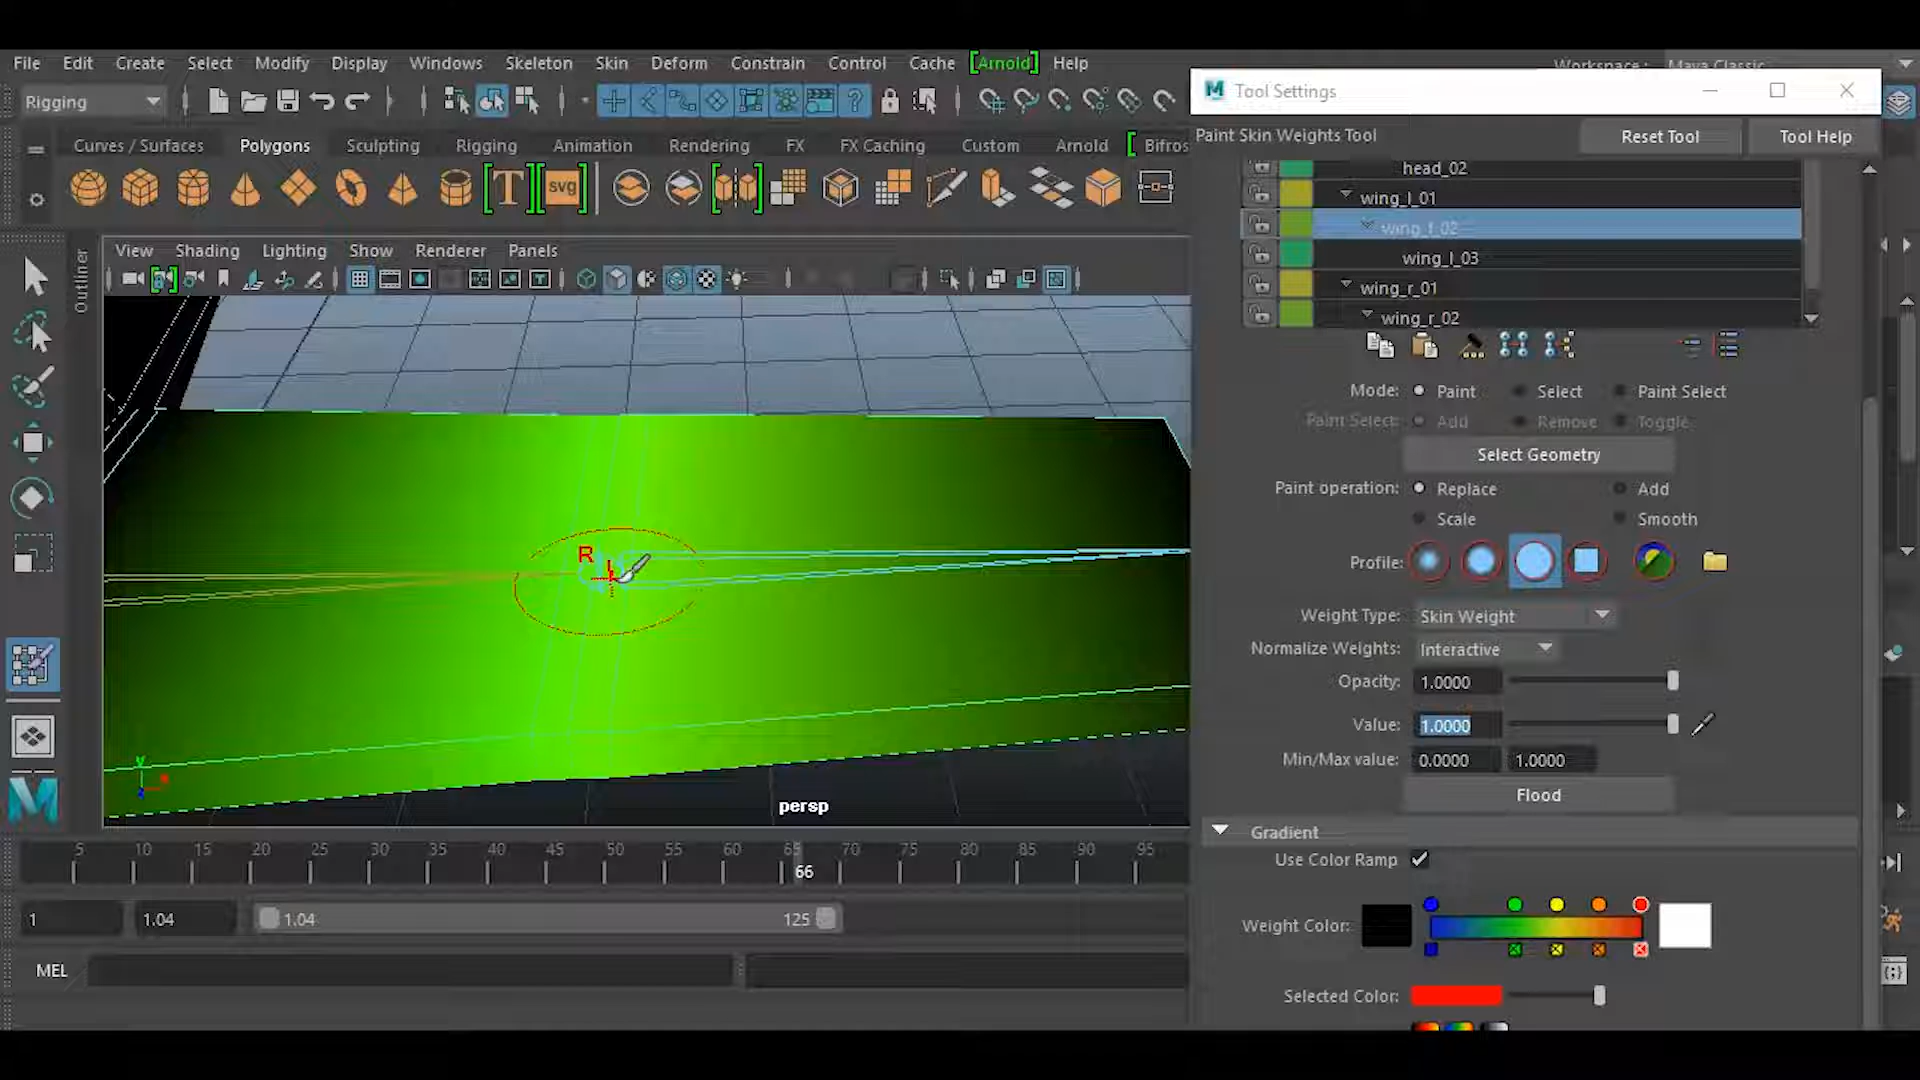 File Edit Create Select Modify Display Windows Skeleton Skin Deform Constrain Control Cache [Arnold] Help
Rigging
Tool Settings
Paint Skin Weights Tool
Reset Tool
Tool Help
Curves / Surfaces Polygons Sculpting Rigging Animation Rendering FX FX Caching Custom Arnold Bifros
T svg
head_02
wing_l_01
wing_l_02
wing_l_03
wing_r_01
wing_r_02
Outliner
View Shading Lighting Show Renderer Panels
Mode: Paint Select Paint Select
Paint Select: Add Remove Toggle
Select Geometry
Paint operation: Replace Add
Scale Smooth
Profile:
Weight Type: Skin Weight
Normalize Weights: Interactive
Opacity: 1.0000
Value: 1.0000
Min/Max value: 0.0000 1.0000
Flood
Gradient
Use Color Ramp
Weight Color:
Selected Color:
R
persp
5 10 15 20 25 30 35 40 45 50 55 60 65 70 75 80 85 90 95
66
1 1.04 1.04 125
MEL